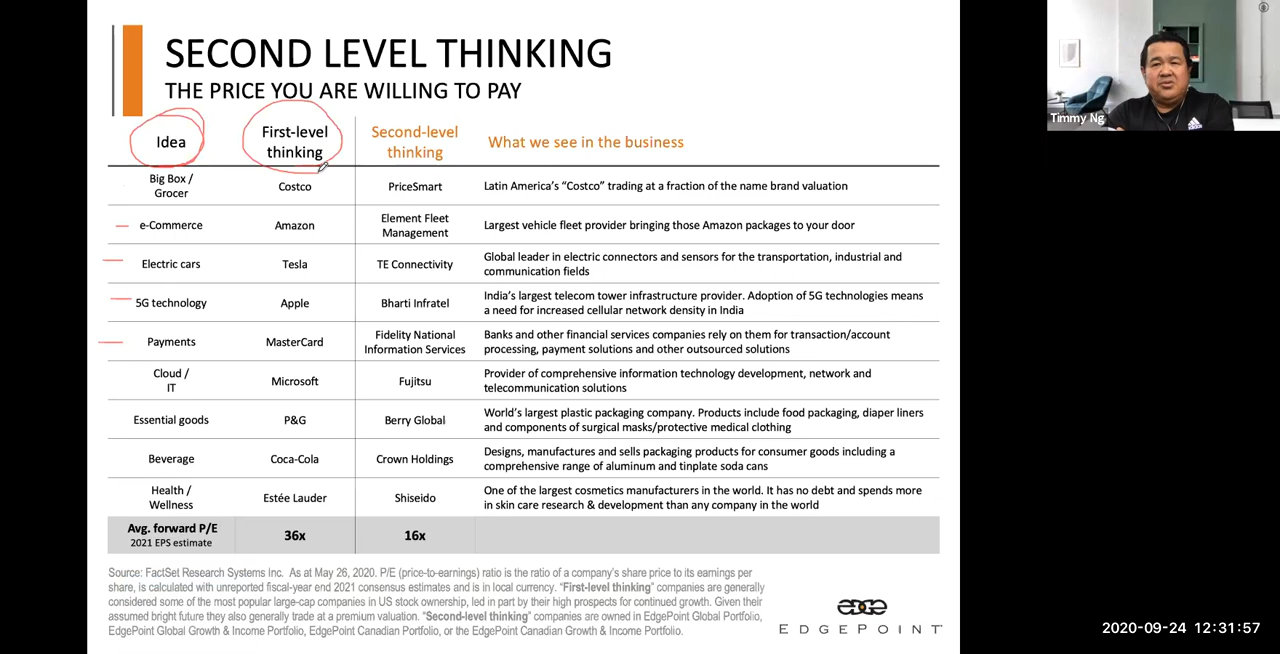 SECOND LEVEL THINKING
THE PRICE YOU ARE WILLING TO PAY
Idea
First-level
thinking
Second-level
thinking
What we see in the business
Big Box /
Grocer
Costco
PriceSmart
Latin America's “Costco” trading at a fraction of the name brand valuation
e-Commerce
Amazon
Element Fleet
Management
Largest vehicle fleet provider bringing those Amazon packages to your door
Electric cars
Tesla
TE Connectivity
Global leader in electric connectors and sensors for the transportation, industrial and
communication fields
5G technology
Apple
Bharti Infratel
India's largest telecom tower infrastructure provider. Adoption of 5G technologies means
a need for increased cellular network density in India
Payments
MasterCard
Fidelity National
Information Services
Banks and other financial services companies rely on them for transaction/account
processing, payment solutions and other outsourced solutions
Cloud /
IT
Microsoft
Fujitsu
Provider of comprehensive information technology development, network and
telecommunication solutions
Essential goods
P&G
Berry Global
World's largest plastic packaging company. Products include food packaging, diaper liners
and components of surgical masks/protective medical clothing
Beverage
Coca-Cola
Crown Holdings
Designs, manufactures and sells packaging products for consumer goods including a
comprehensive range of aluminum and tinplate soda cans
Health /
Wellness
Estée Lauder
Shiseido
One of the largest cosmetics manufacturers in the world. It has no debt and spends more
in skin care research & development than any company in the world
Avg. forward P/E
2021 EPS estimate
36x
16x
Source: FactSet Research Systems Inc. As at May 26, 2020. P/E (price-to-earnings) ratio is the ratio of a company's share price to its earnings per
share, is calculated with unreported fiscal-year end 2021 consensus estimates and is in local currency. “First-level thinking” companies are generally
considered some of the most popular large-cap companies in US stock ownership, led in part by their high prospects for continued growth. Given their
assumed bright future they also generally trade at a premium valuation. “Second-level thinking” companies are owned in EdgePoint Global Portfolio,
EdgePoint Global Growth & Income Portfolio, EdgePoint Canadian Portfolio, or the EdgePoint Canadian Growth & Income Portfolio.
edge
EDGEPOINT
Timmy Ng
2020-09-24 12:31:57